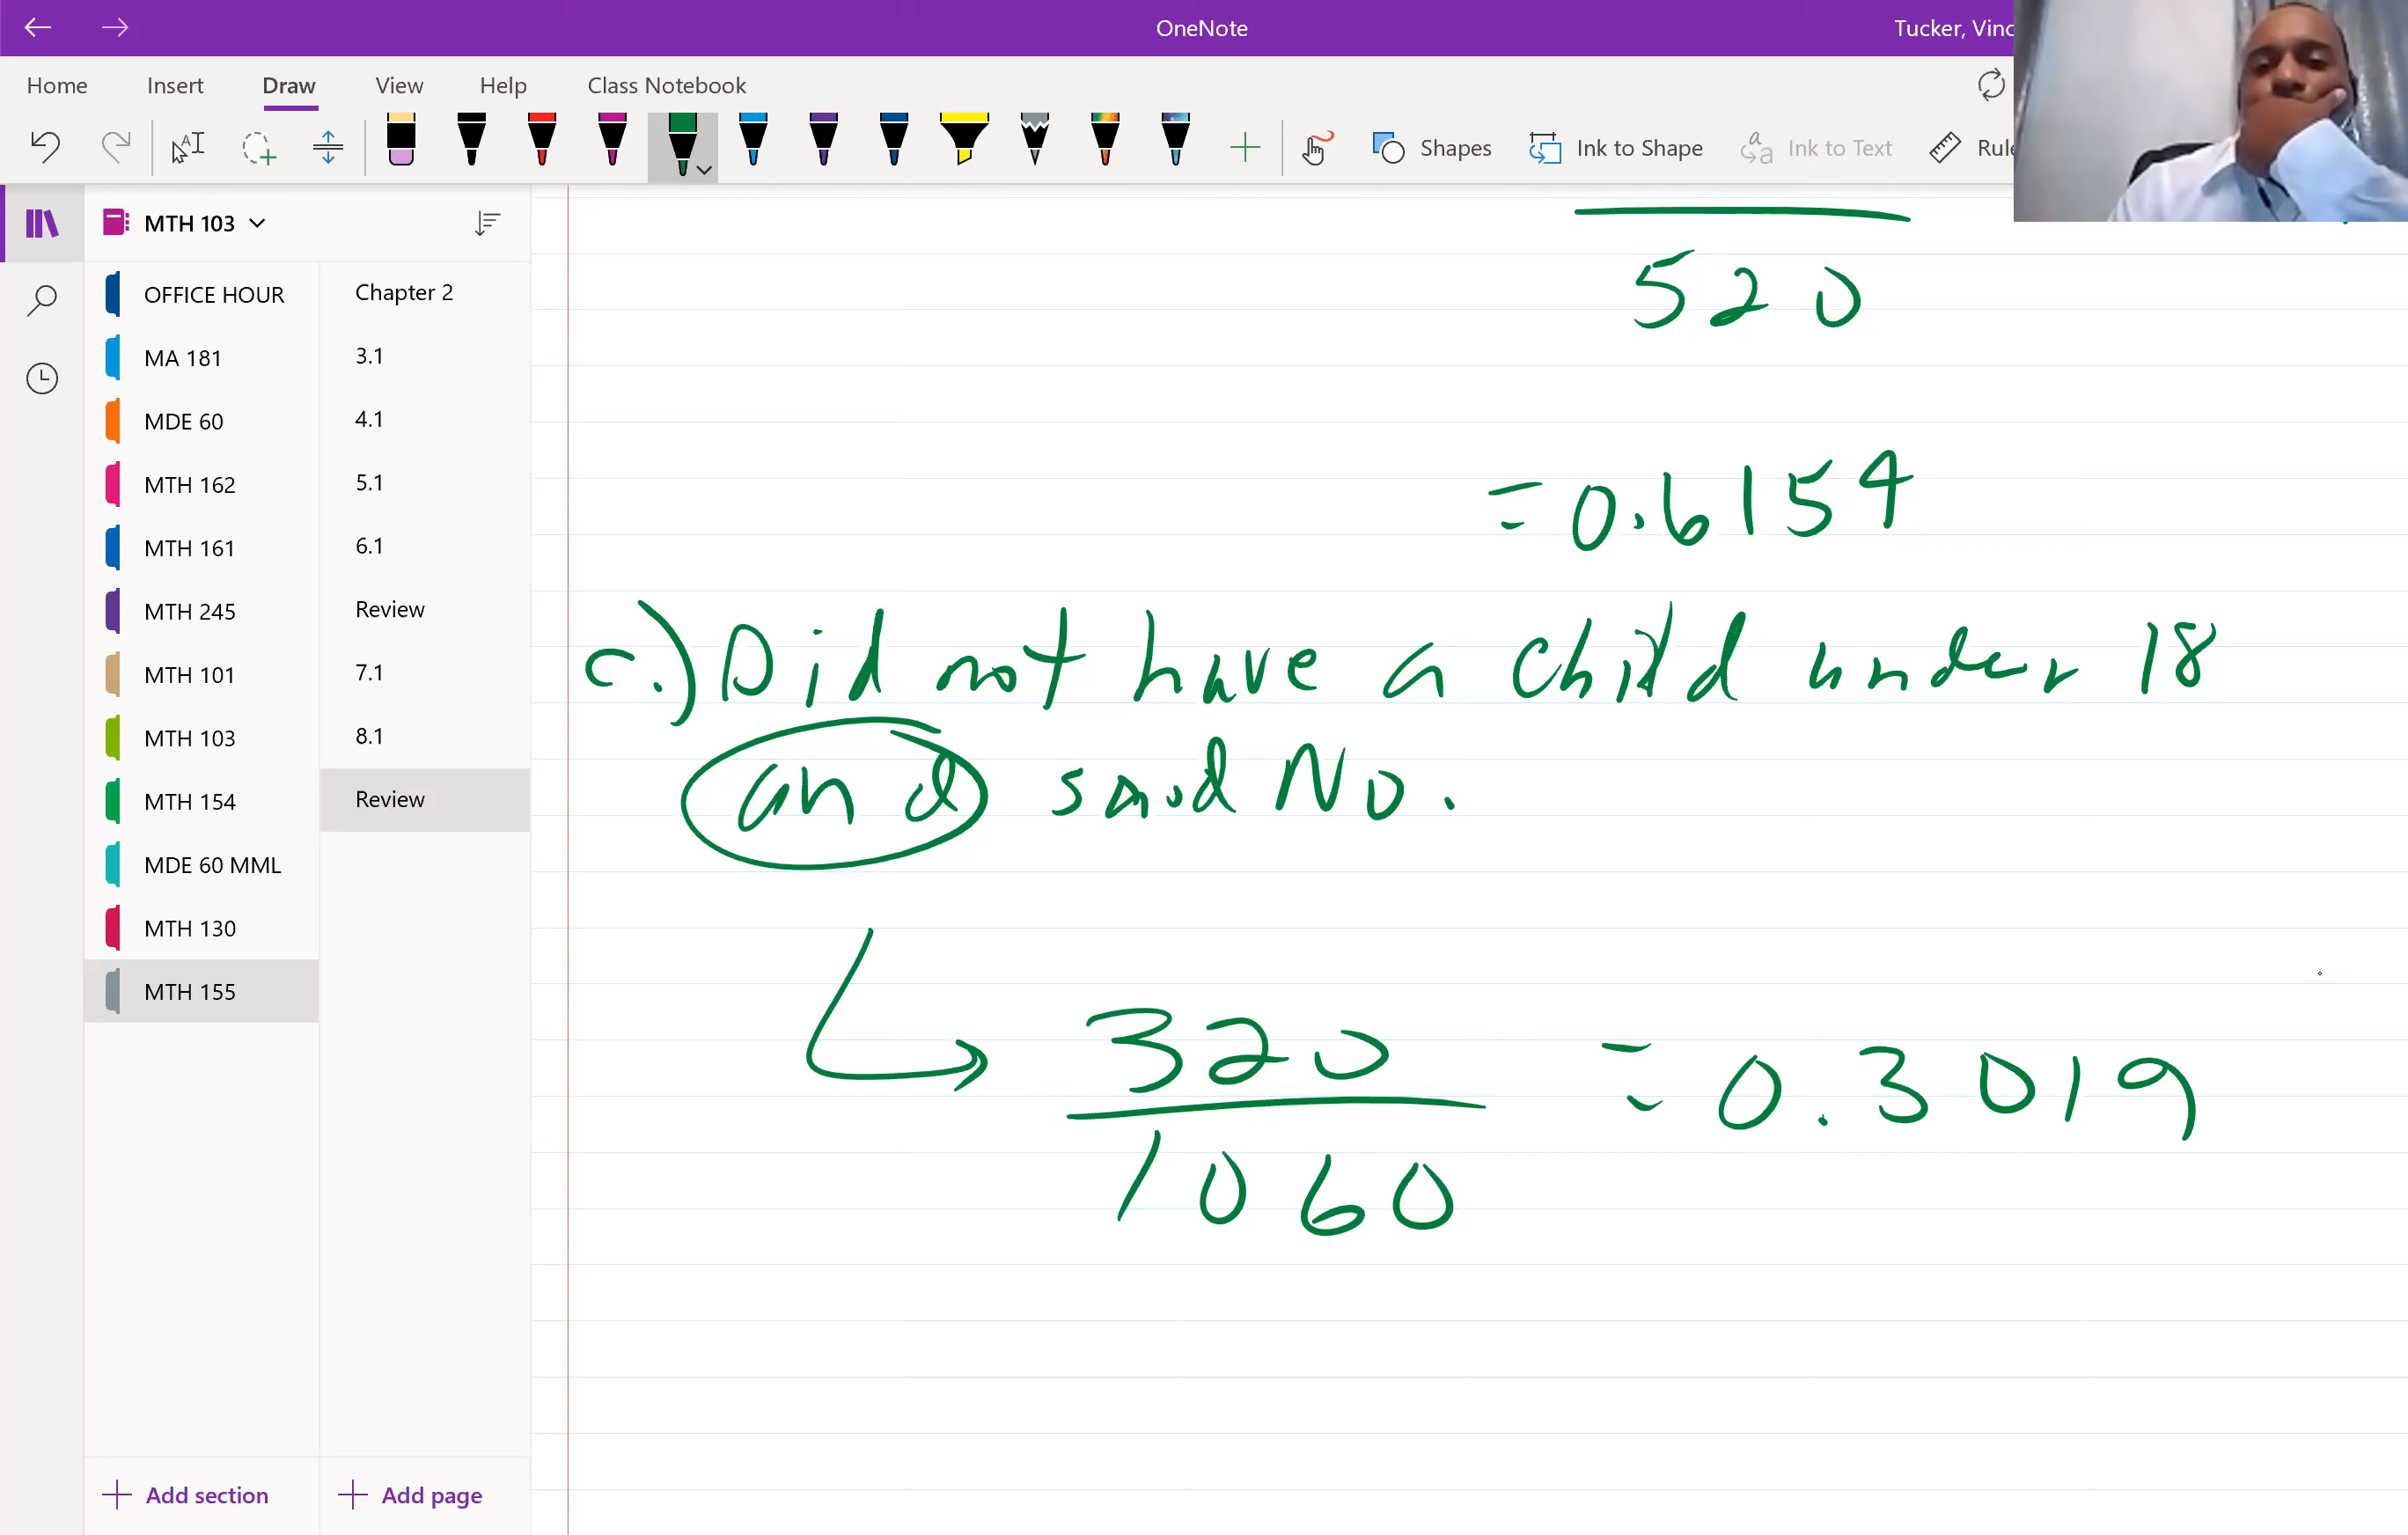 OneNote
Tucker, Vinc
Home Insert Draw View Help Class Notebook
Shapes Ink to Shape Ink to Text Rule
MTH 103
OFFICE HOUR
MA 181
MDE 60
MTH 162
MTH 161
MTH 245
MTH 101
MTH 103
MTH 154
MDE 60 MML
MTH 130
MTH 155
Add section
Chapter 2
3.1
4.1
5.1
6.1
Review
7.1
8.1
Review
Add page
520
= 0.6154
c.) Did not have a child under 18
and said No.
320
1060
= 0.3019